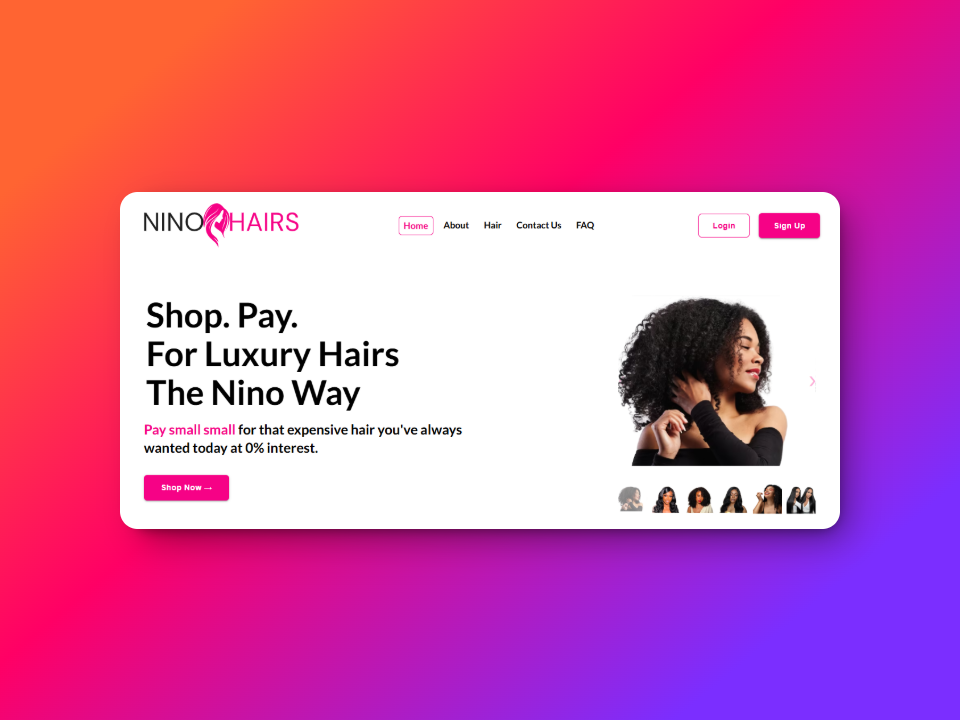 NINO HAIRS
Home
About
Hair
Contact Us
FAQ
Login
Sign Up
Shop. Pay.
For Luxury Hairs
The Nino Way
Pay small small for that expensive hair you've always
wanted today at 0% interest.
Shop Now →